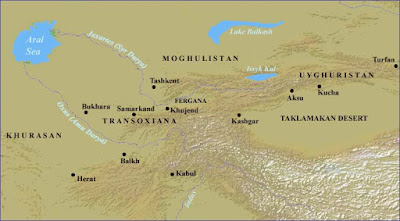 Aral
Sea
Jaxartes (Syr Darya)
Lake Balkash
MOGHULISTAN
Issyk Kul
Turfan
UYGHURISTAN
Tashkent
Aksu
Kucha
FERGANA
Bukhara
Samarkand
Khujend
Oxus (Amu Darya)
TRANSOXIANA
Kashgar
TAKLAMAKAN DESERT
KHURASAN
Balkh
Herat
Kabul